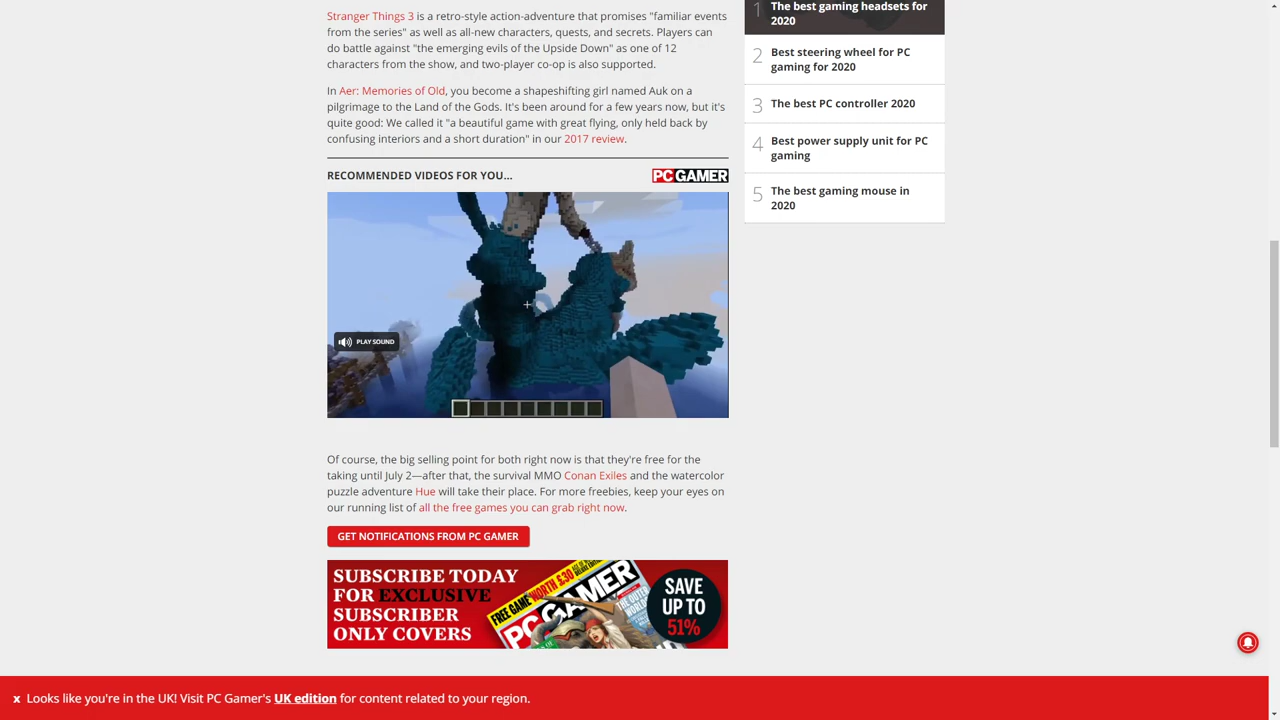 Stranger Things 3 is a retro-style action-adventure that promises "familiar events
from the series" as well as all-new characters, quests, and secrets. Players can
do battle against "the emerging evils of the Upside Down" as one of 12
characters from the show, and two-player co-op is also supported.
In Aer: Memories of Old, you become a shapeshifting girl named Auk on a
pilgrimage to the Land of the Gods. It's been around for a few years now, but it's
quite good: We called it "a beautiful game with great flying, only held back by
confusing interiors and a short duration" in our 2017 review.
RECOMMENDED VIDEOS FOR YOU...
PC GAMER
PLAY SOUND
Of course, the big selling point for both right now is that they're free for the
taking until July 2—after that, the survival MMO Conan Exiles and the watercolor
puzzle adventure Hue will take their place. For more freebies, keep your eyes on
our running list of all the free games you can grab right now.
GET NOTIFICATIONS FROM PC GAMER
SUBSCRIBE TODAY
FOR EXCLUSIVE
SUBSCRIBER
ONLY COVERS
FREE GAME WORTH £30
PC GAMER
SAVE
UP TO
51%
1 The best gaming headsets for
2020
2 Best steering wheel for PC
gaming for 2020
3 The best PC controller 2020
4 Best power supply unit for PC
gaming
5 The best gaming mouse in
2020
x Looks like you're in the UK! Visit PC Gamer's UK edition for content related to your region.